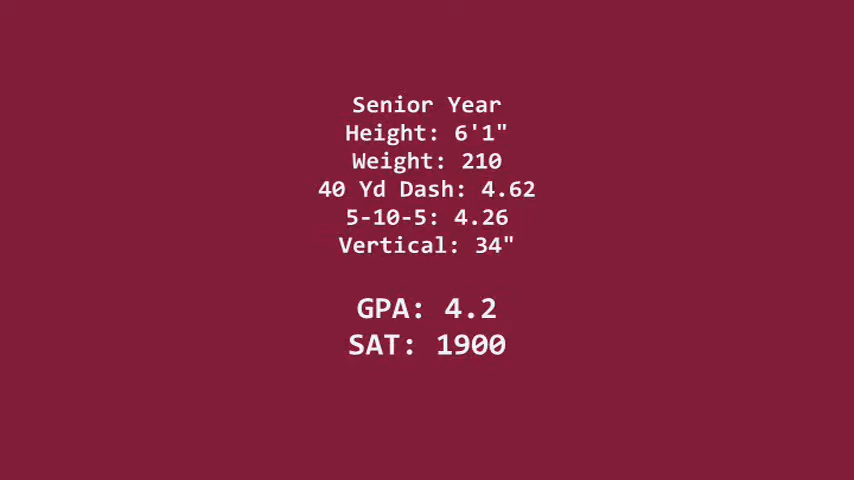 Senior Year
Height: 6'1"
Weight: 210
40 Yd Dash: 4.62
5-10-5: 4.26
Vertical: 34"
GPA: 4.2
SAT: 1900